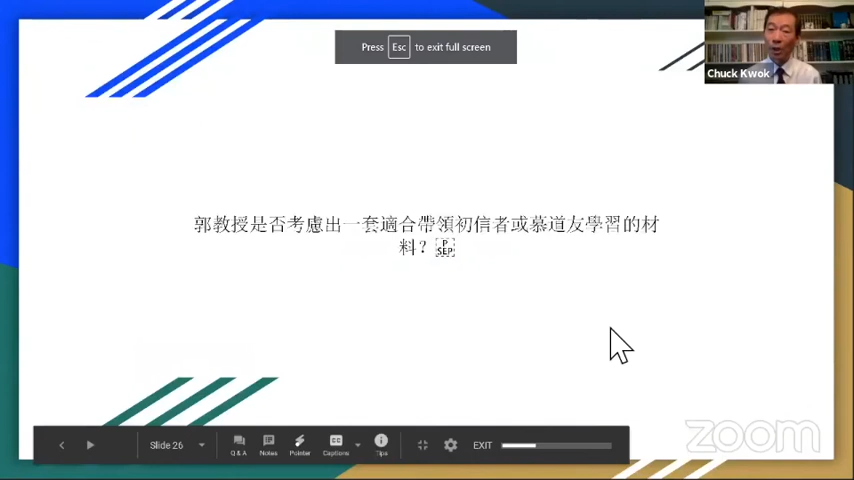 Press Esc to exit full screen
Chuck Kwok
郭教授是否考慮出一套適合帶領初信者或慕道友學習的材
料？
P
SEP
Slide 26
Q & A
Notes
Pointer
CC
Captions
Tips
EXIT
zoom